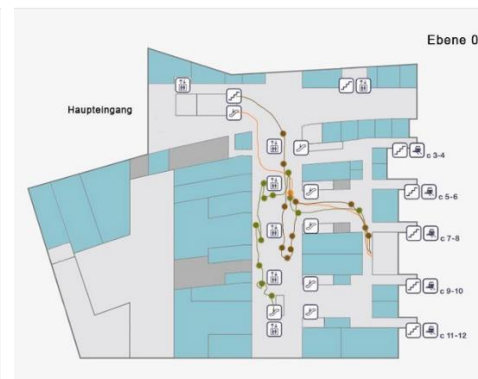 Ebene 0
Haupteingang
c 3-4
c 5-6
c 7-8
c 9-10
c 11-12